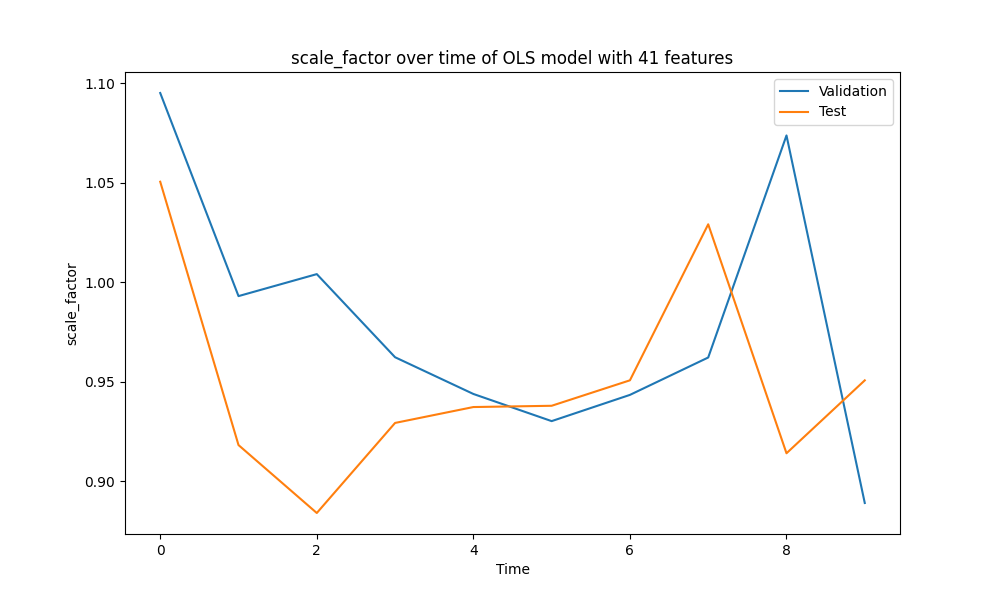 scale_factor over time of OLS model with 41 features
Validation
Test
scale_factor
1.10
1.05
1.00
0.95
0.90
0
2
4
6
8
Time